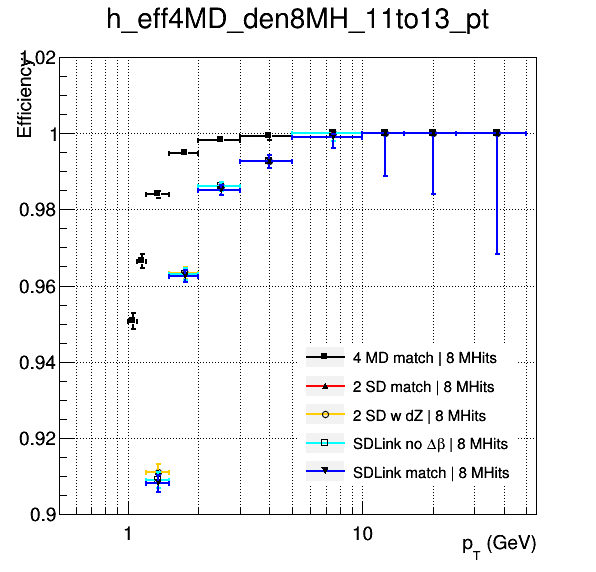 h_eff4MD_den8MH_11to13_pt
Efficiency
1.02
1
0.98
0.96
0.94
0.92
0.9
4 MD match | 8 MHits
2 SD match | 8 MHits
2 SD w dZ | 8 MHits
SDLink no Δβ | 8 MHits
SDLink match | 8 MHits
1
10
p_T (GeV)